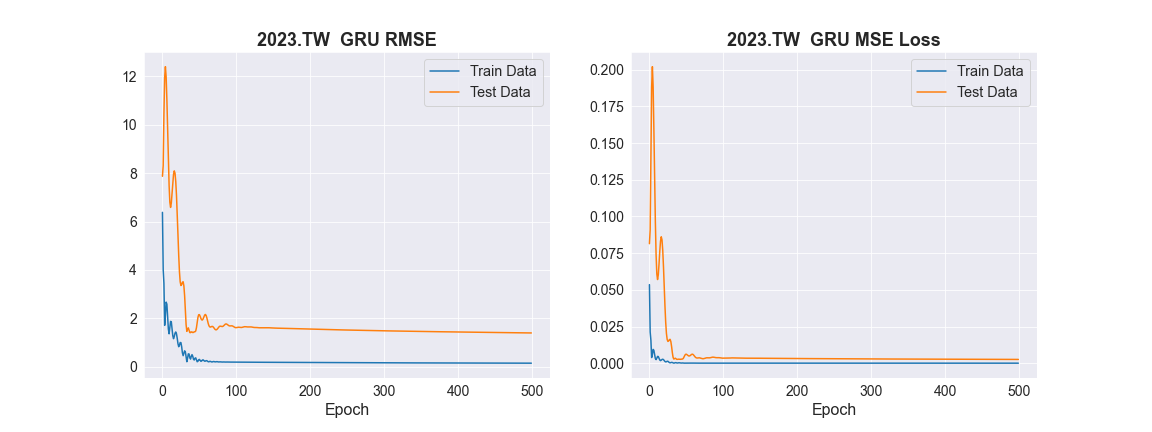 2023.TW  GRU RMSE
Train Data
Test Data
12
10
8
6
4
2
0
0 100 200 300 400 500
Epoch
2023.TW  GRU MSE Loss
Train Data
Test Data
0.200
0.175
0.150
0.125
0.100
0.075
0.050
0.025
0.000
0 100 200 300 400 500
Epoch